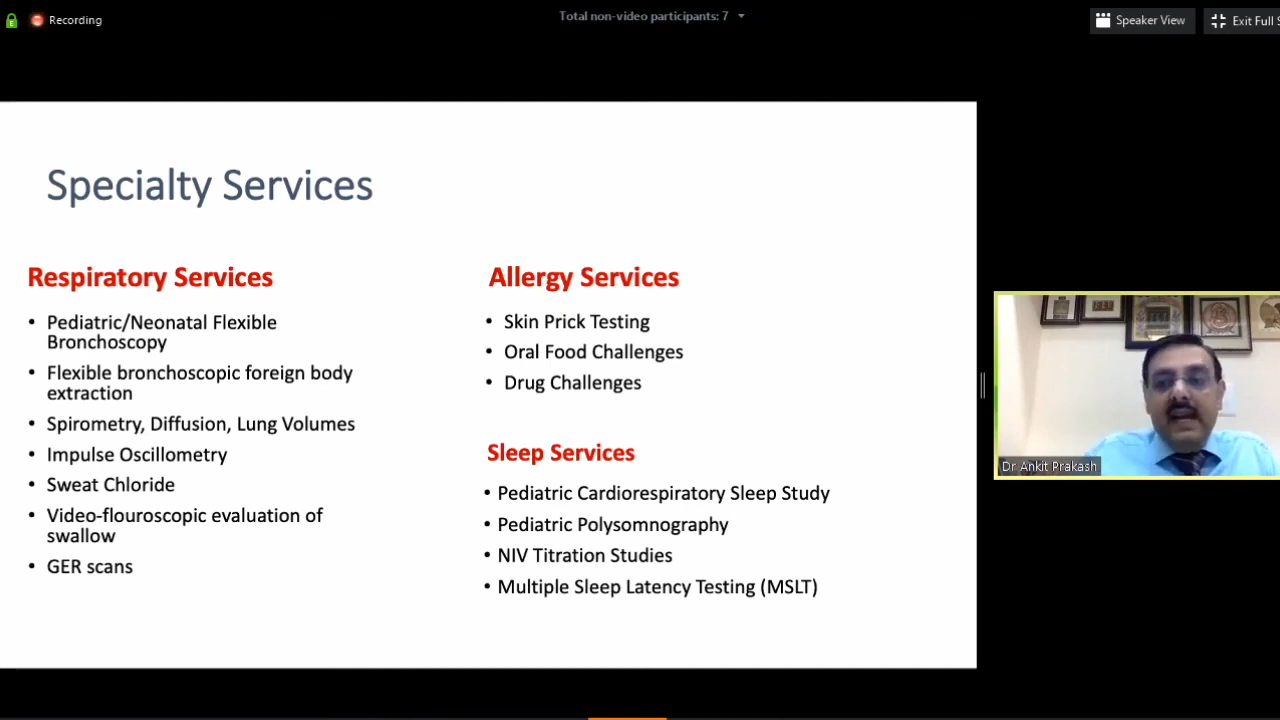 Recording
Total non-video participants: 7
Speaker View
Exit Full S
Specialty Services
Respiratory Services
• Pediatric/Neonatal Flexible
Bronchoscopy
• Flexible bronchoscopic foreign body
extraction
• Spirometry, Diffusion, Lung Volumes
• Impulse Oscillometry
• Sweat Chloride
• Video-flouroscopic evaluation of
swallow
• GER scans
Allergy Services
• Skin Prick Testing
• Oral Food Challenges
• Drug Challenges
Sleep Services
• Pediatric Cardiorespiratory Sleep Study
• Pediatric Polysomnography
• NIV Titration Studies
• Multiple Sleep Latency Testing (MSLT)
Dr Ankit Prakash